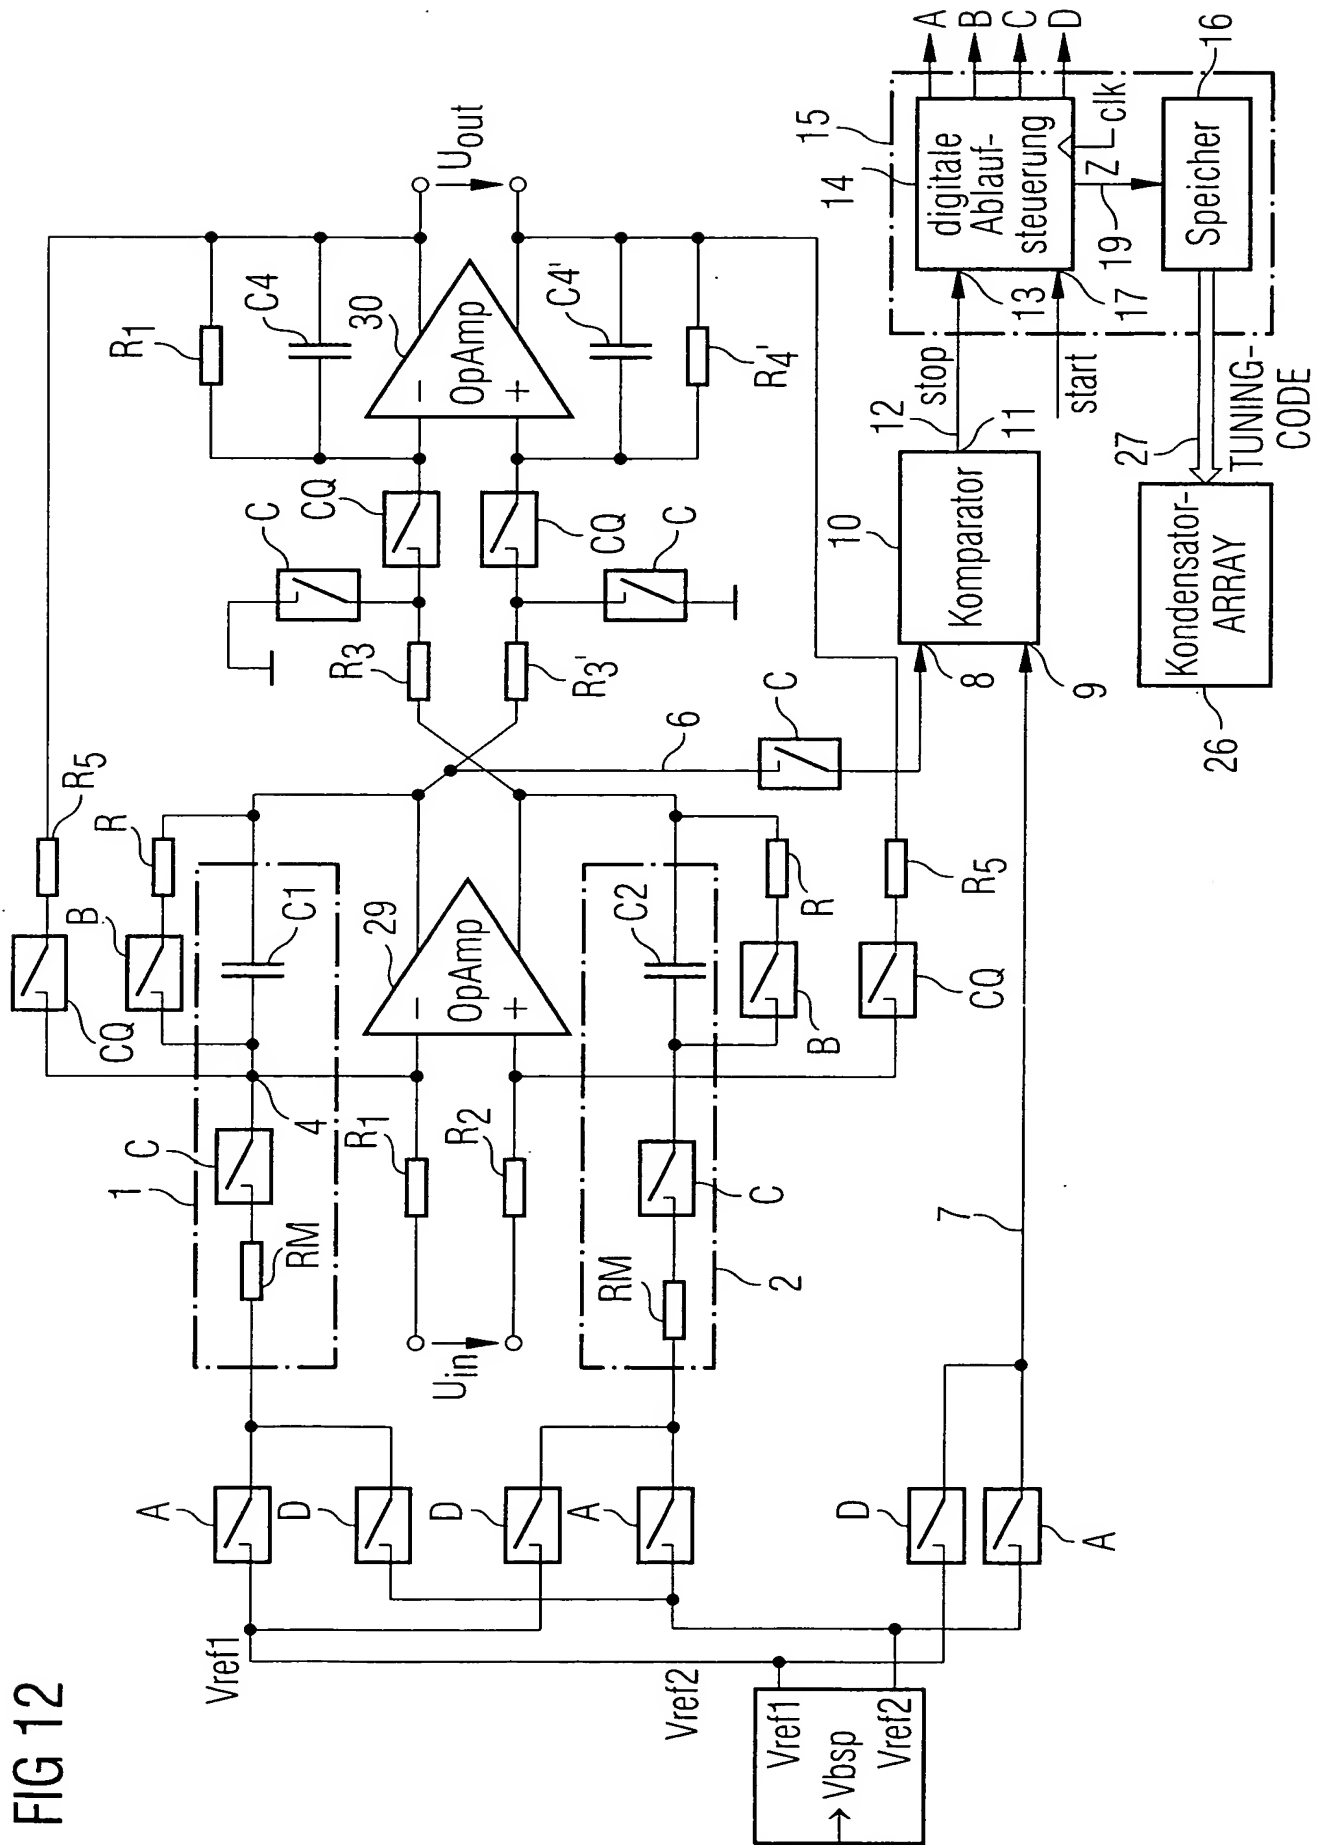 FIG 12
Vref1
Vref2
Vref1
Vbsp
Vref2
A
D
D
A
D
A
1
C
RM
4
R1
R2
Uin
RM
C
2
7
CQ
B
R
R5
C1
29
OpAmp
−
+
C2
B
R
CQ
R5
6
C
R3
R3'
C
CQ
CQ
C
R1
C4
30
OpAmp
−
+
C4'
R4'
Uout
8
9
10
Komparator
11
12
stop
start
13
17
14
15
digitale
Ablauf-
steuerung
A
B
C
D
Z
clk
19
Speicher
16
27
TUNING-
CODE
Kondensator-
ARRAY
26